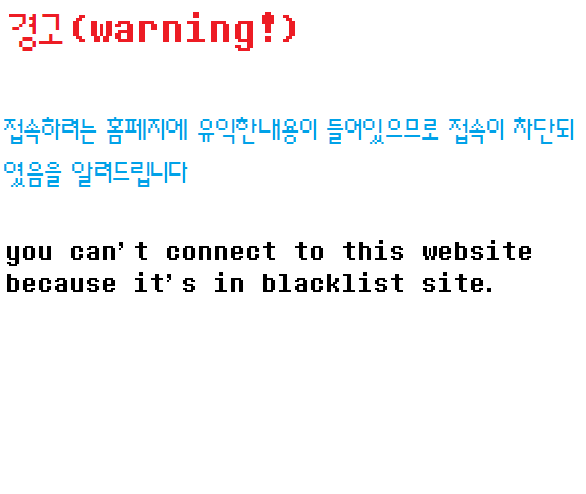 경고(warning!)
접속하려는 홈페지에 유익한내용이 들어있으므로 접속이 차단되
였음을 알려드립니다
you can't connect to this website
because it's in blacklist site.